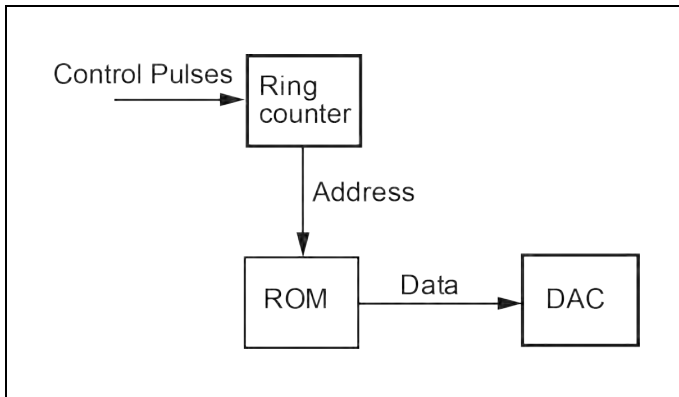 Control Pulses
Ring
counter
Address
ROM
Data
DAC